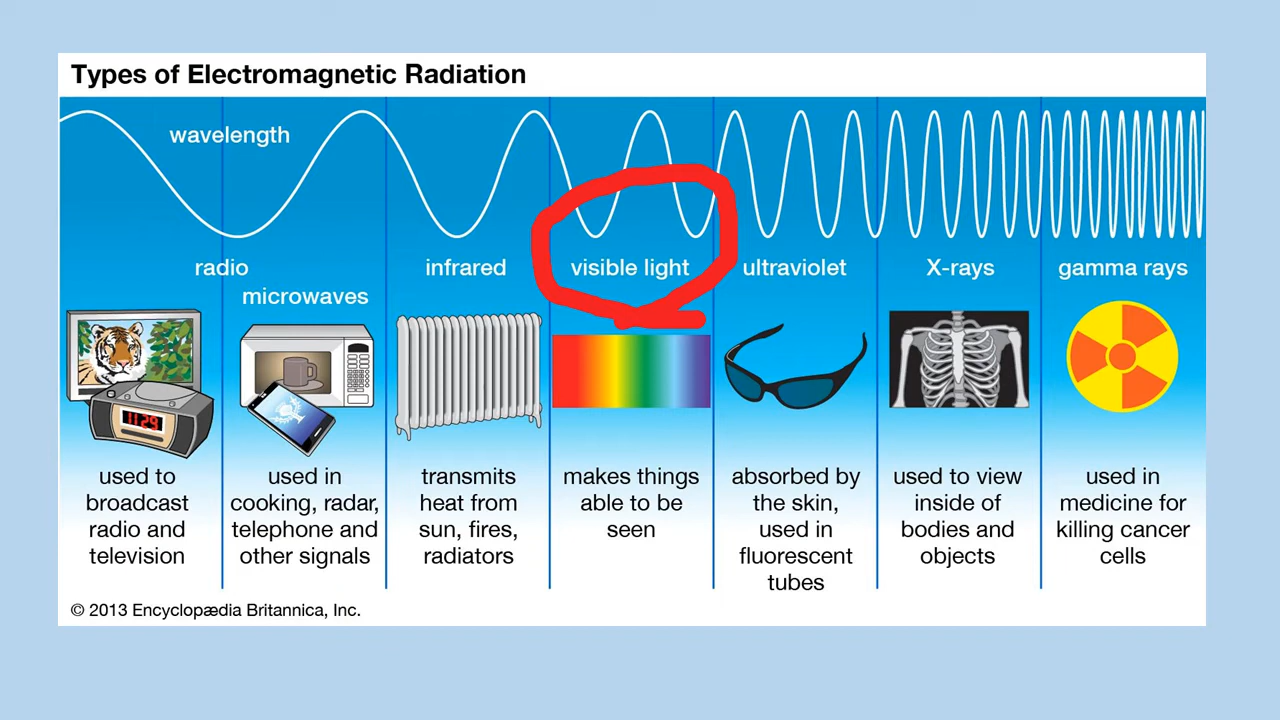 Types of Electromagnetic Radiation
wavelength
radio
microwaves
infrared
visible light
ultraviolet
X-rays
gamma rays
11:29
used to
broadcast
radio and
television
used in
cooking, radar,
telephone and
other signals
transmits
heat from
sun, fires,
radiators
makes things
able to be
seen
absorbed by
the skin,
used in
fluorescent
tubes
used to view
inside of
bodies and
objects
used in
medicine for
killing cancer
cells
© 2013 Encyclopædia Britannica, Inc.